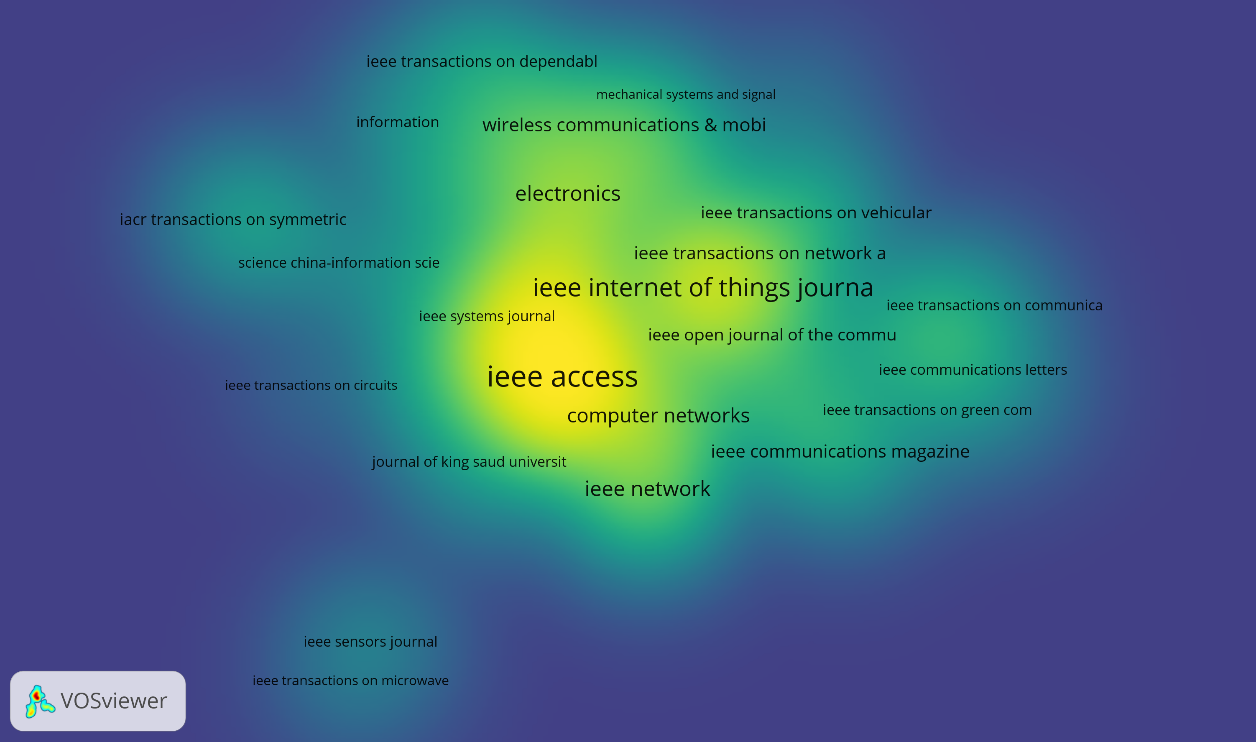 ieee transactions on dependabl
mechanical systems and signal
information
wireless communications & mobi
electronics
ieee transactions on vehicular
iacr transactions on symmetric
ieee transactions on network a
science china-information scie
ieee internet of things journa
ieee transactions on communica
ieee systems journal
ieee open journal of the commu
ieee communications letters
ieee access
ieee transactions on circuits
ieee transactions on green com
computer networks
ieee communications magazine
journal of king saud universit
ieee network
ieee sensors journal
ieee transactions on microwave
VOSviewer